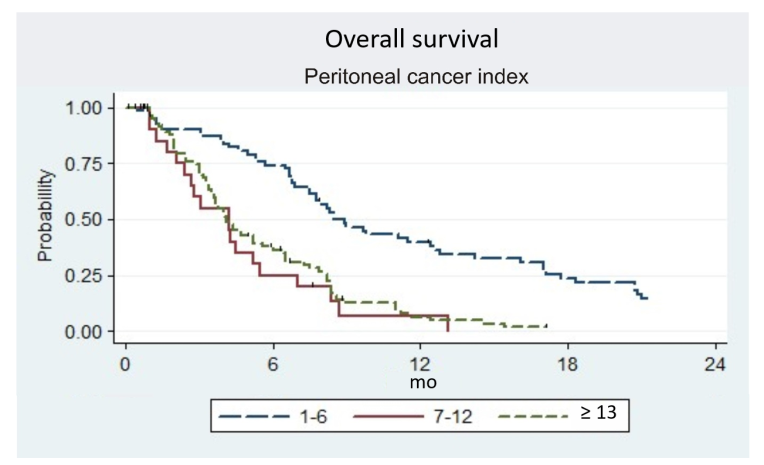 Overall survival
Peritoneal cancer index
1.00
0.75
0.50
0.25
0.00
Probability
0 6 12 18 24
mo
1-6 7-12 ≥ 13